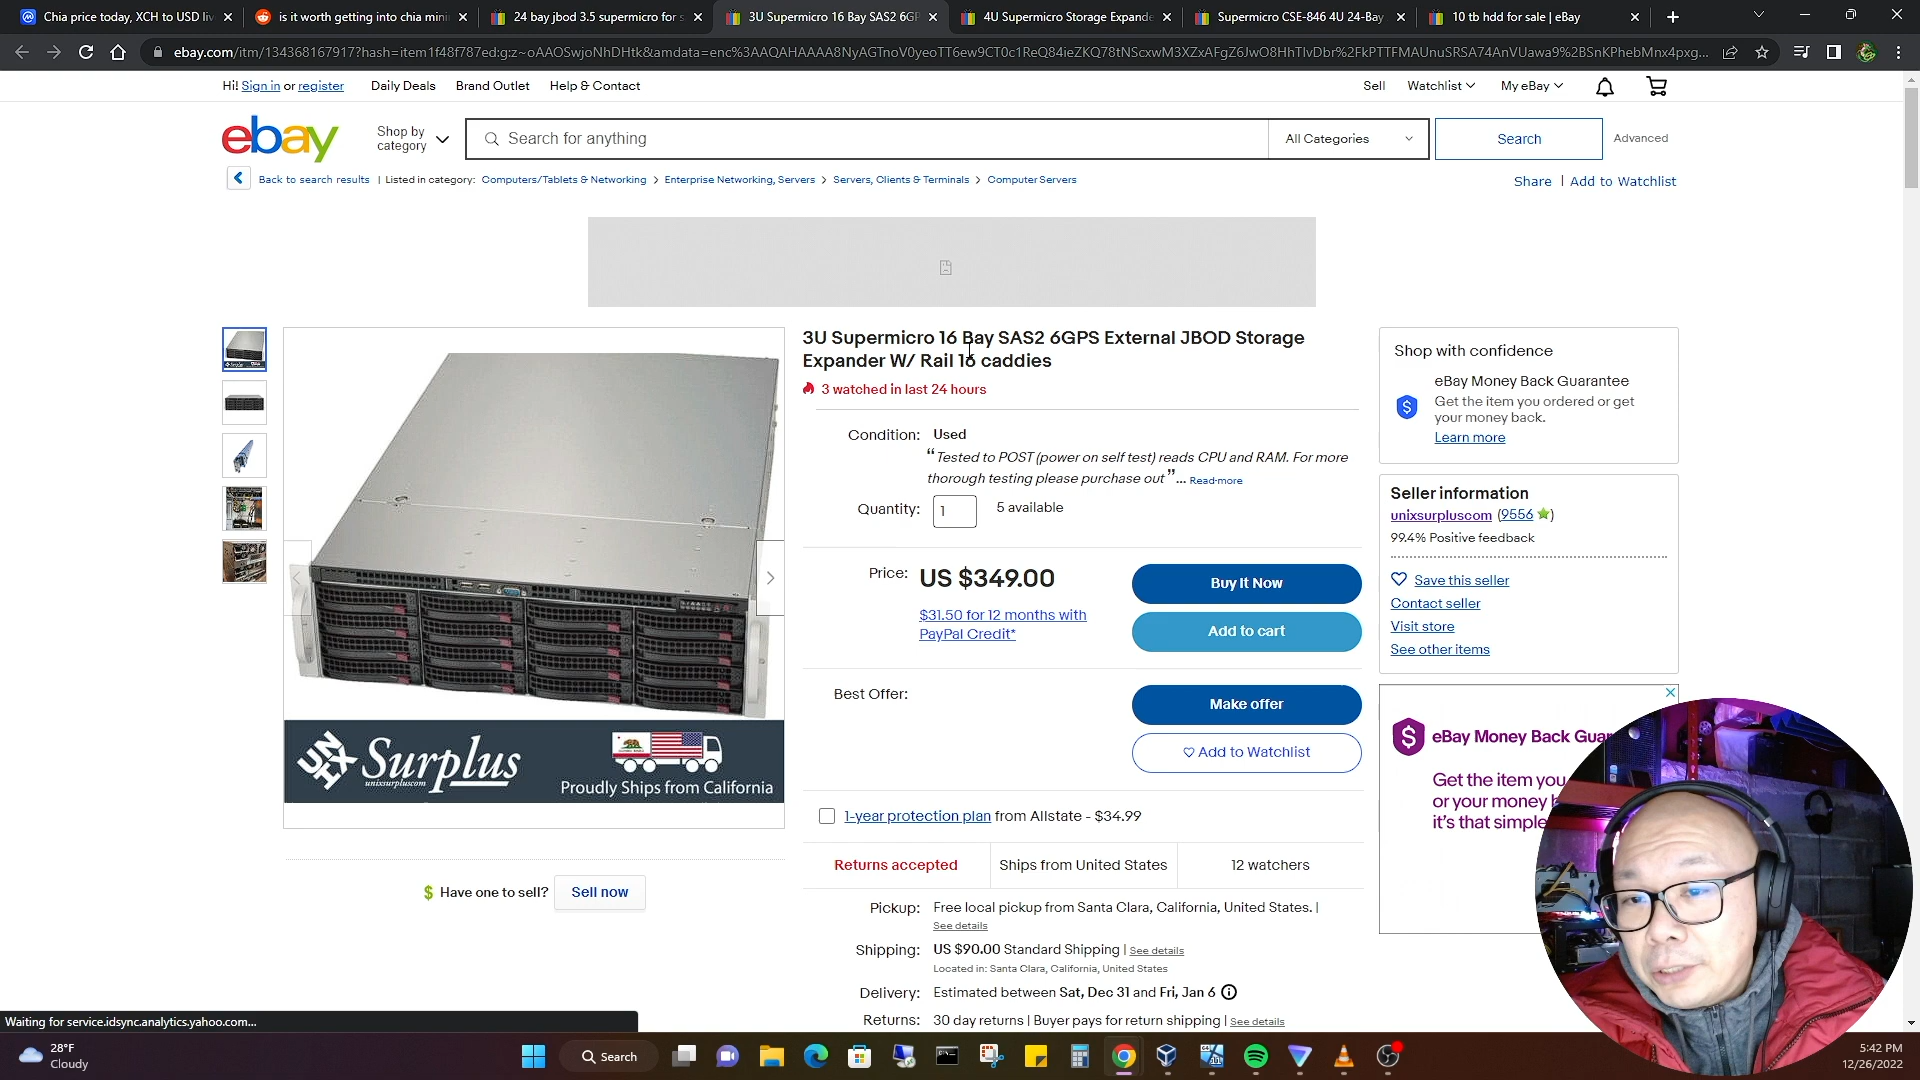 Chia price today, XCH to USD liv
is it worth getting into chia mini
24 bay jbod 3.5 supermicro for s
3U Supermicro 16 Bay SAS2 6GP
4U Supermicro Storage Expande
Supermicro CSE-846 4U 24-Bay
10 tb hdd for sale | eBay
Hi! Sign in or register
Daily Deals
Brand Outlet
Help & Contact
Sell
Watchlist
My eBay
ebay
Shop by category
Search for anything
All Categories
Search
Advanced
Back to search results | Listed in category: Computers/Tablets & Networking > Enterprise Networking, Servers > Servers, Clients & Terminals > Computer Servers
Share | Add to Watchlist
3U Supermicro 16 Bay SAS2 6GPS External JBOD Storage
Expander W/ Rail 16 caddies
3 watched in last 24 hours
Condition: Used
“Tested to POST (power on self test) reads CPU and RAM. For more
thorough testing please purchase out”... Read more
Quantity: 1 5 available
Price: US $349.00
Buy It Now
$31.50 for 12 months with
PayPal Credit*
Add to cart
Best Offer:
Make offer
Add to Watchlist
1-year protection plan from Allstate - $34.99
Returns accepted
Ships from United States
12 watchers
Pickup: Free local pickup from Santa Clara, California, United States. |
See details
Shipping: US $90.00 Standard Shipping | See details
Located in: Santa Clara, California, United States
Delivery: Estimated between Sat, Dec 31 and Fri, Jan 6
Returns: 30 day returns | Buyer pays for return shipping | See details
UNIX Surplus
unixsurpluscom
Proudly Ships from California
$ Have one to sell? Sell now
Shop with confidence
eBay Money Back Guarantee
Get the item you ordered or get
your money back.
Learn more
Seller information
unixsurpluscom (9556)
99.4% Positive feedback
Save this seller
Contact seller
Visit store
See other items
eBay Money Back Guar
Get the item you
or your money b
it's that simple
Waiting for service.idsync.analytics.yahoo.com...
28°F
Cloudy
Search
5:42 PM
12/26/2022